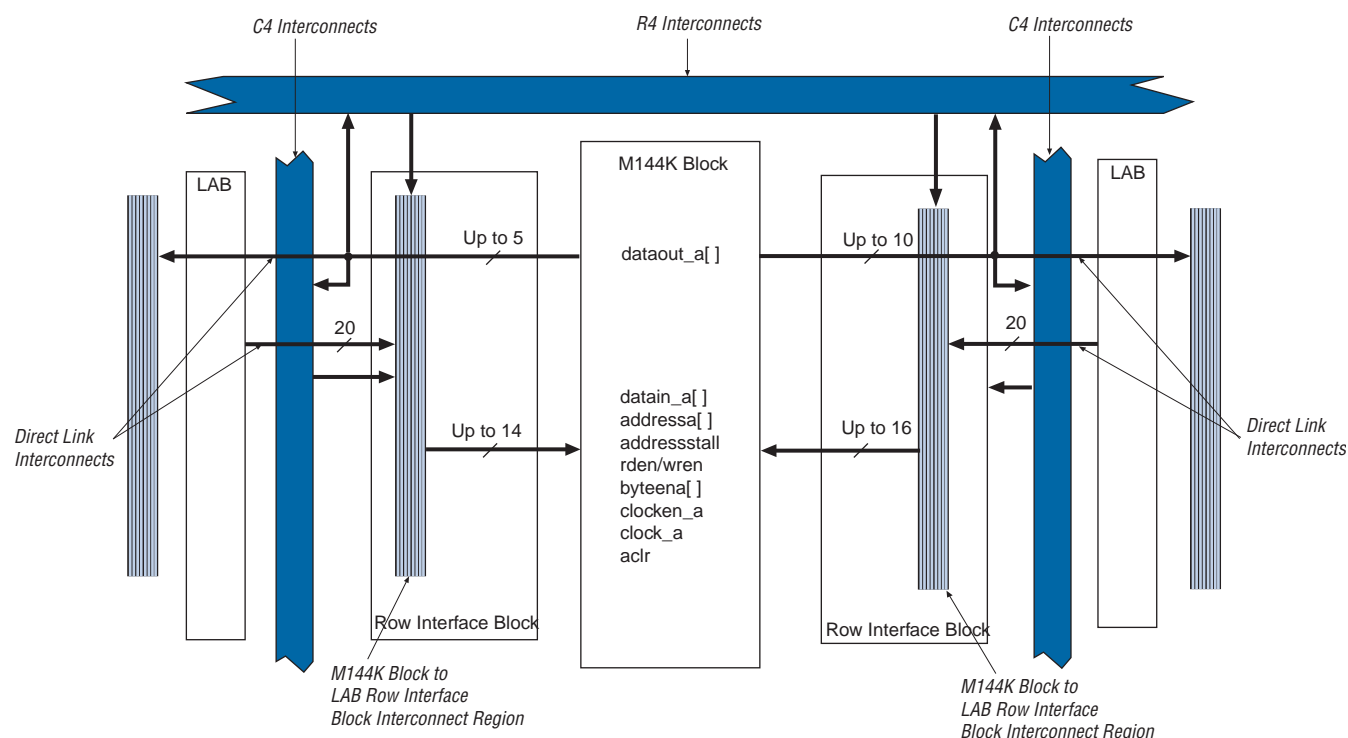 C4 Interconnects
R4 Interconnects
C4 Interconnects
M144K Block
LAB
LAB
Up to 5
dataout_a[ ]
Up to 10
20
20
datain_a[ ]
addressa[ ]
addressstall
rden/wren
byteena[ ]
clocken_a
clock_a
aclr
Up to 14
Up to 16
Direct Link
Interconnects
Direct Link
Interconnects
Row Interface Block
Row Interface Block
M144K Block to
LAB Row Interface
Block Interconnect Region
M144K Block to
LAB Row Interface
Block Interconnect Region